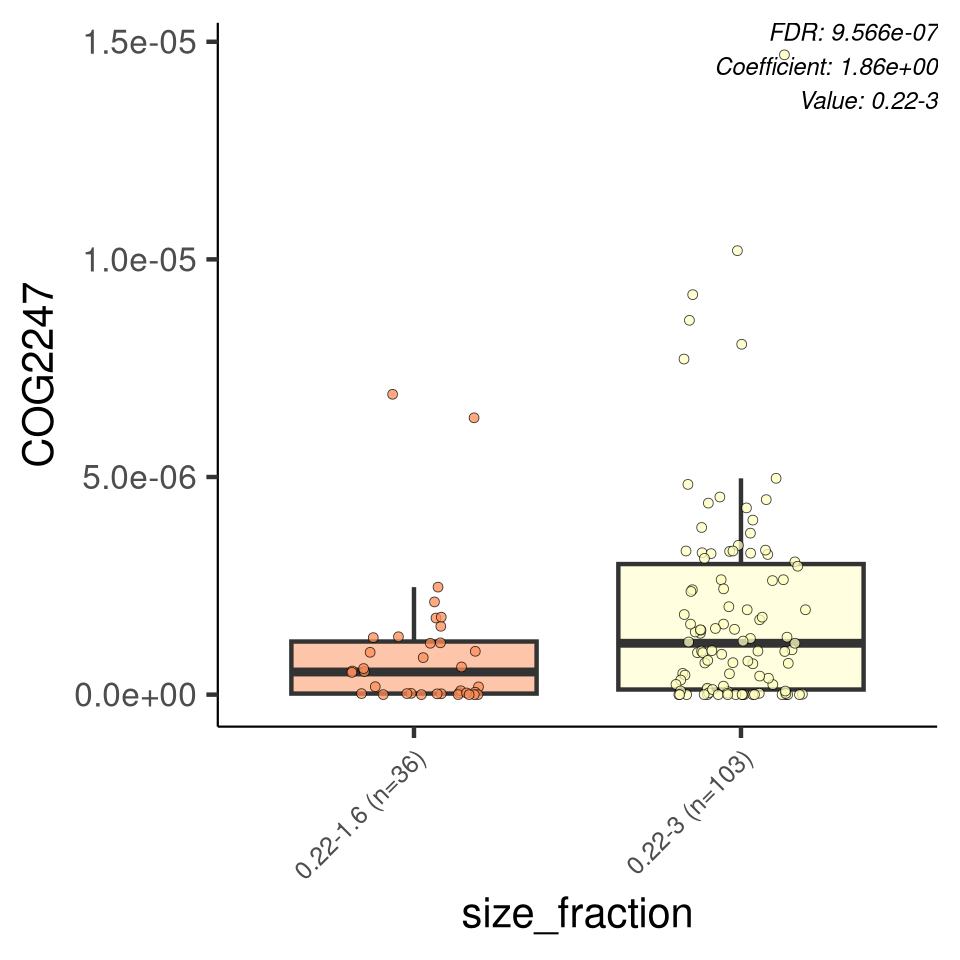 FDR: 9.566e-07
Coefficient: 1.86e+00
Value: 0.22-3
1.5e-05
1.0e-05
5.0e-06
0.0e+00
COG2247
0.22-1.6 (n=36)
0.22-3 (n=103)
size_fraction